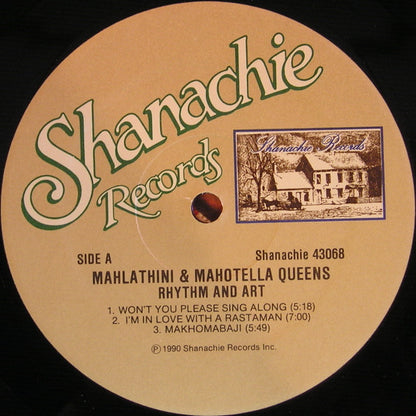 Shanachie
Records
Shanachie Records
SIDE A
Shanachie 43068
MAHLATHINI & MAHOTELLA QUEENS
RHYTHM AND ART
1. WON'T YOU PLEASE SING ALONG (5:18)
2. I'M IN LOVE WITH A RASTAMAN (7:00)
3. MAKHOMABAJI (5:49)
Ⓟ 1990 Shanachie Records Inc.